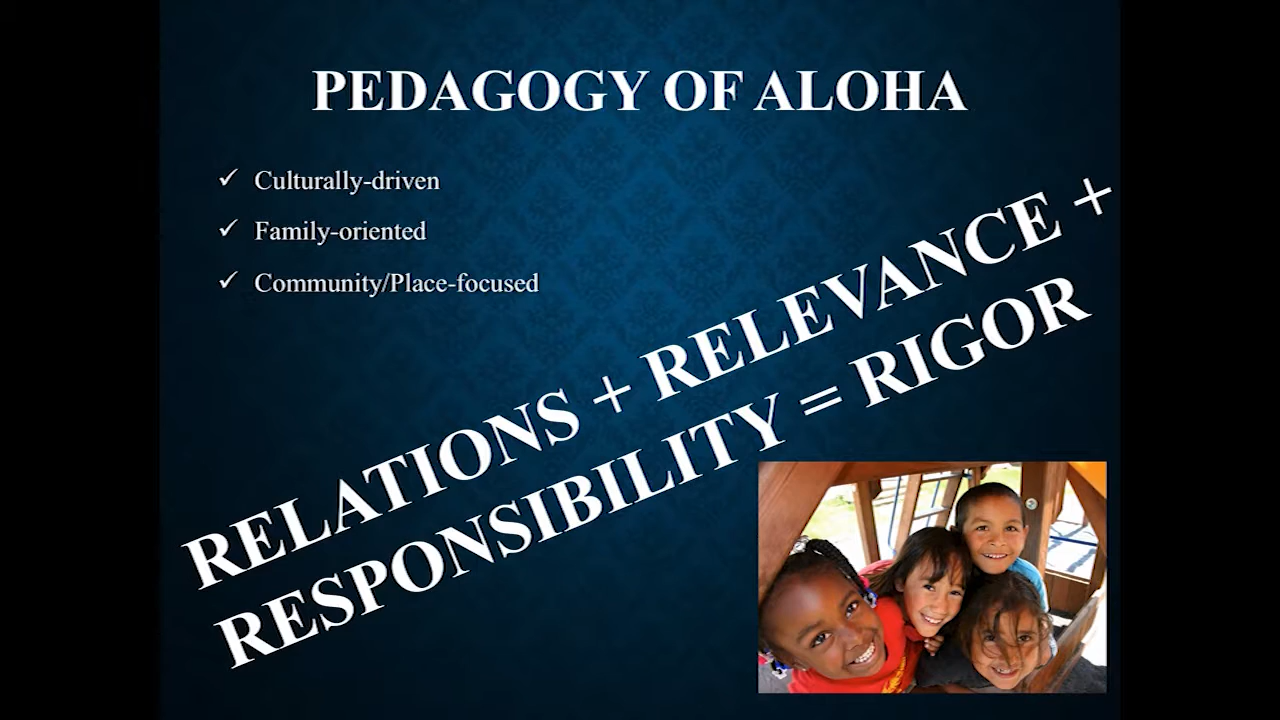 PEDAGOGY OF ALOHA
✓ Culturally-driven
✓ Family-oriented
✓ Community/Place-focused
RELATIONS + RELEVANCE +
RESPONSIBILITY = RIGOR